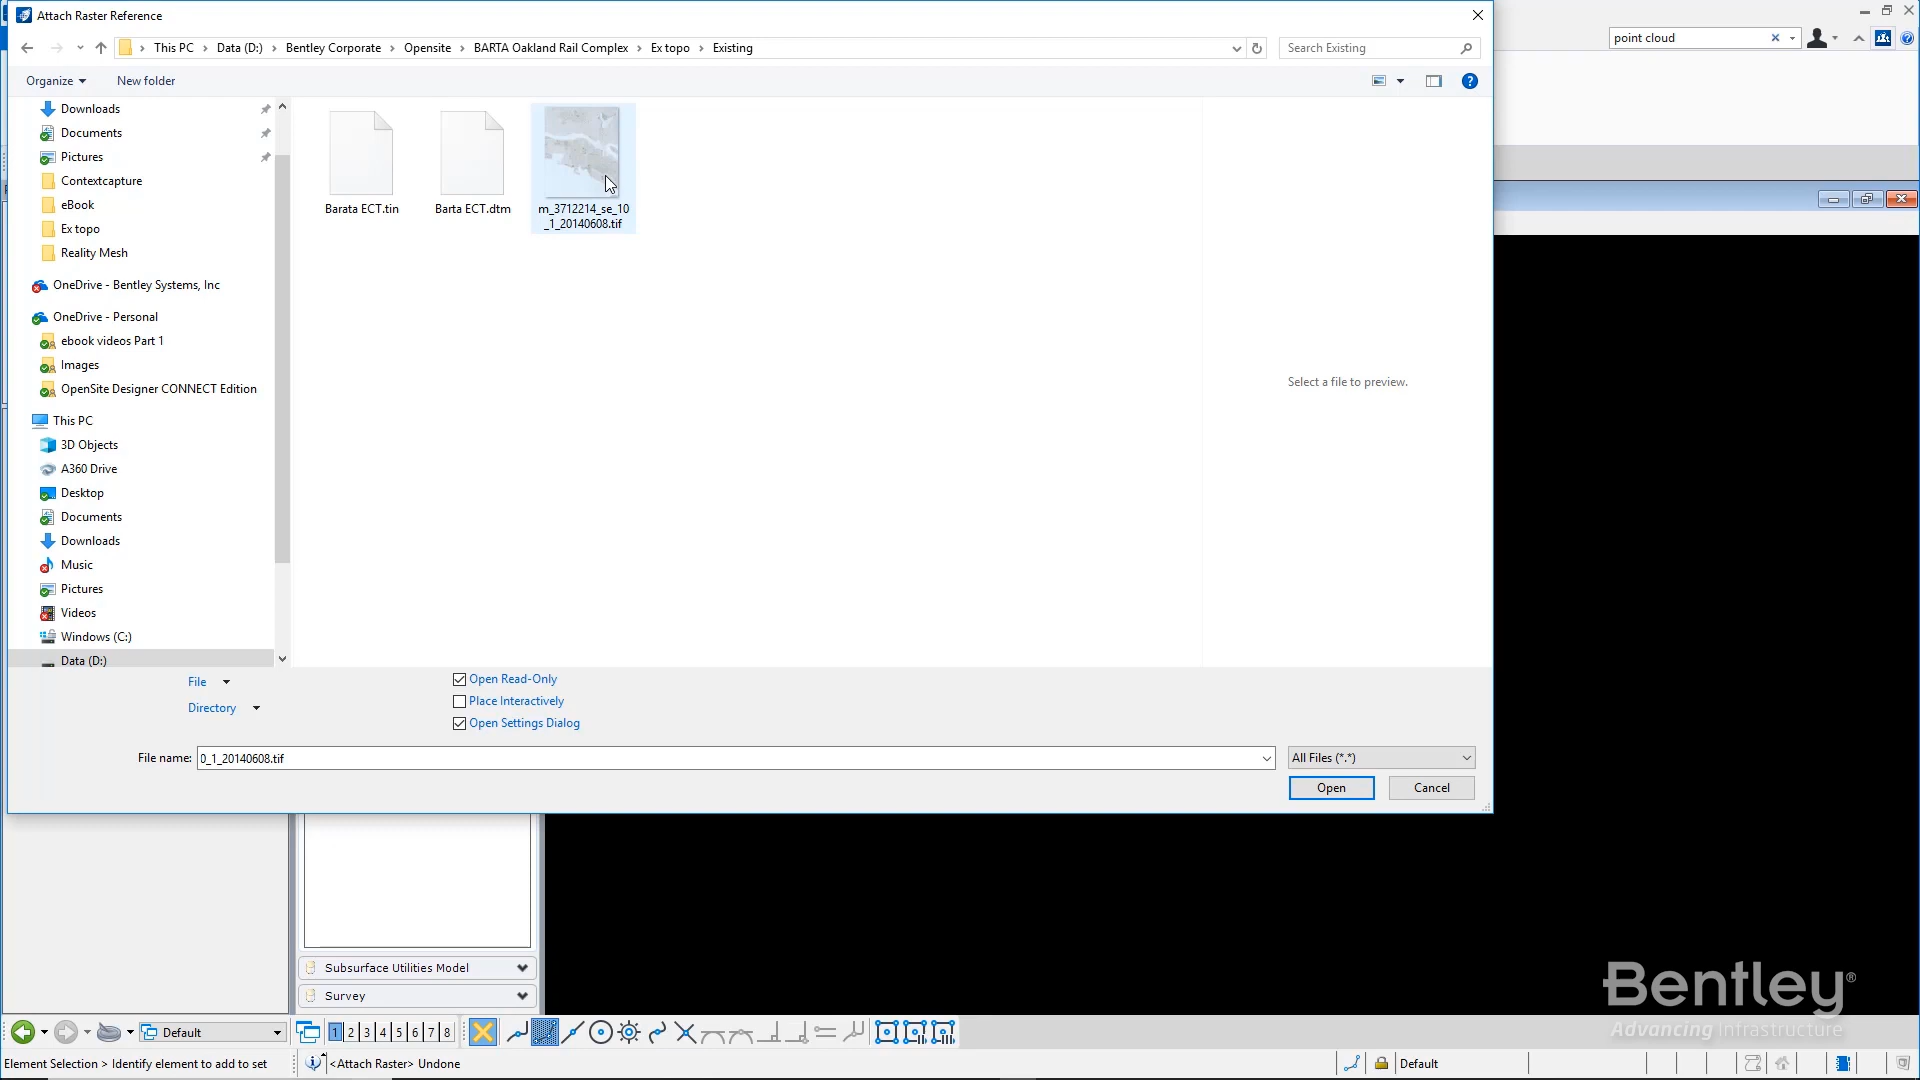 Attach Raster Reference
This PC
Data (D:)
Bentley Corporate
Opensite
BARTA Oakland Rail Complex
Ex topo
Existing
Search Existing
point cloud
Organize
New folder
Downloads
Documents
Pictures
Contextcapture
eBook
Ex topo
Reality Mesh
OneDrive - Bentley Systems, Inc
OneDrive - Personal
ebook videos Part 1
Images
OpenSite Designer CONNECT Edition
This PC
3D Objects
A360 Drive
Desktop
Documents
Downloads
Music
Pictures
Videos
Windows (C:)
Data (D:)
Barata ECT.tin
Barta ECT.dtm
m_3712214_se_10
_1_20140608.tif
Select a file to preview.
File
Directory
Open Read-Only
Place Interactively
Open Settings Dialog
File name:
0_1_20140608.tif
All Files (*.*)
Open
Cancel
Subsurface Utilities Model
Survey
Bentley®
Advancing Infrastructure
Default
1 2 3 4 5 6 7 8
Element Selection > Identify element to add to set
<Attach Raster> Undone
Default